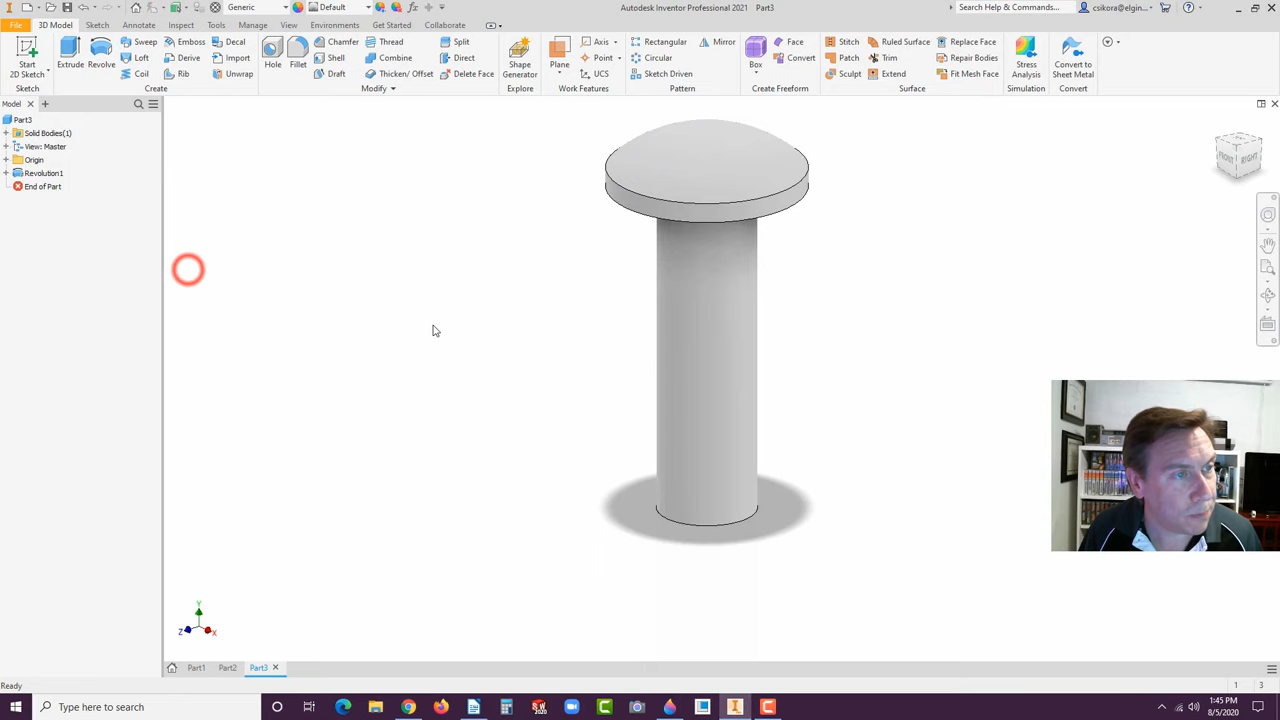 Generic
Default
Autodesk Inventor Professional 2021 Part3
Search Help & Commands...
csikora@elgin...
File 3D Model Sketch Annotate Inspect Tools Manage View Environments Get Started Collaborate
Start
2D Sketch
Extrude
Revolve
Sweep
Loft
Coil
Emboss
Derive
Rib
Decal
Import
Unwrap
Hole
Fillet
Chamfer
Shell
Draft
Thread
Combine
Thicken/ Offset
Split
Direct
Delete Face
Shape
Generator
Plane
Axis
Point
UCS
Rectangular
Circular
Sketch Driven
Mirror
Box
Face
Convert
Stitch
Patch
Sculpt
Ruled Surface
Trim
Extend
Replace Face
Repair Bodies
Fit Mesh Face
Stress
Analysis
Convert to
Sheet Metal
Sketch Create Modify Explore Work Features Pattern Create Freeform Surface Simulation Convert
Model
Part3
Solid Bodies(1)
View: Master
Origin
Revolution1
End of Part
FRONT
RIGHT
Y
Z
X
Part1 Part2 Part3
Ready
1 3
Type here to search
1:45 PM
8/5/2020